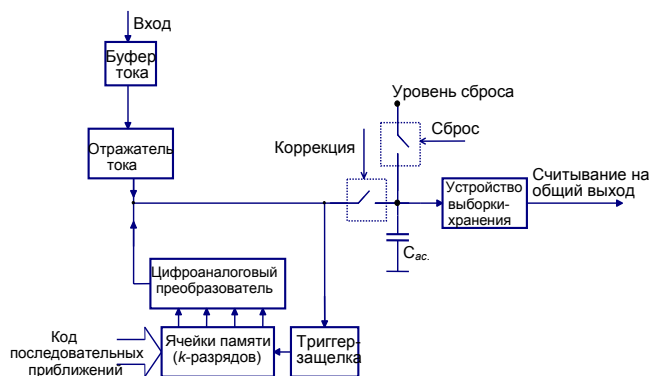 Вход
Буфер
тока
Отражатель
тока
Уровень сброса
Сброс
Коррекция
Устройство
выборки-
хранения
Считывание на
общий выход
Cас.
Цифроаналоговый
преобразователь
Код
последовательных
приближений
Ячейки памяти
(k-разрядов)
Триггер-
защелка